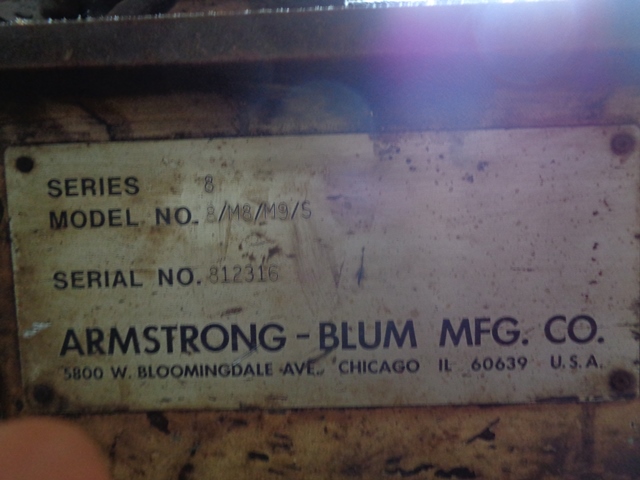 SERIES 8
MODEL NO. 8/M8/M9/S
SERIAL NO. 812316
ARMSTRONG - BLUM MFG. CO.
5800 W. BLOOMINGDALE AVE. CHICAGO IL 60639 U.S.A.